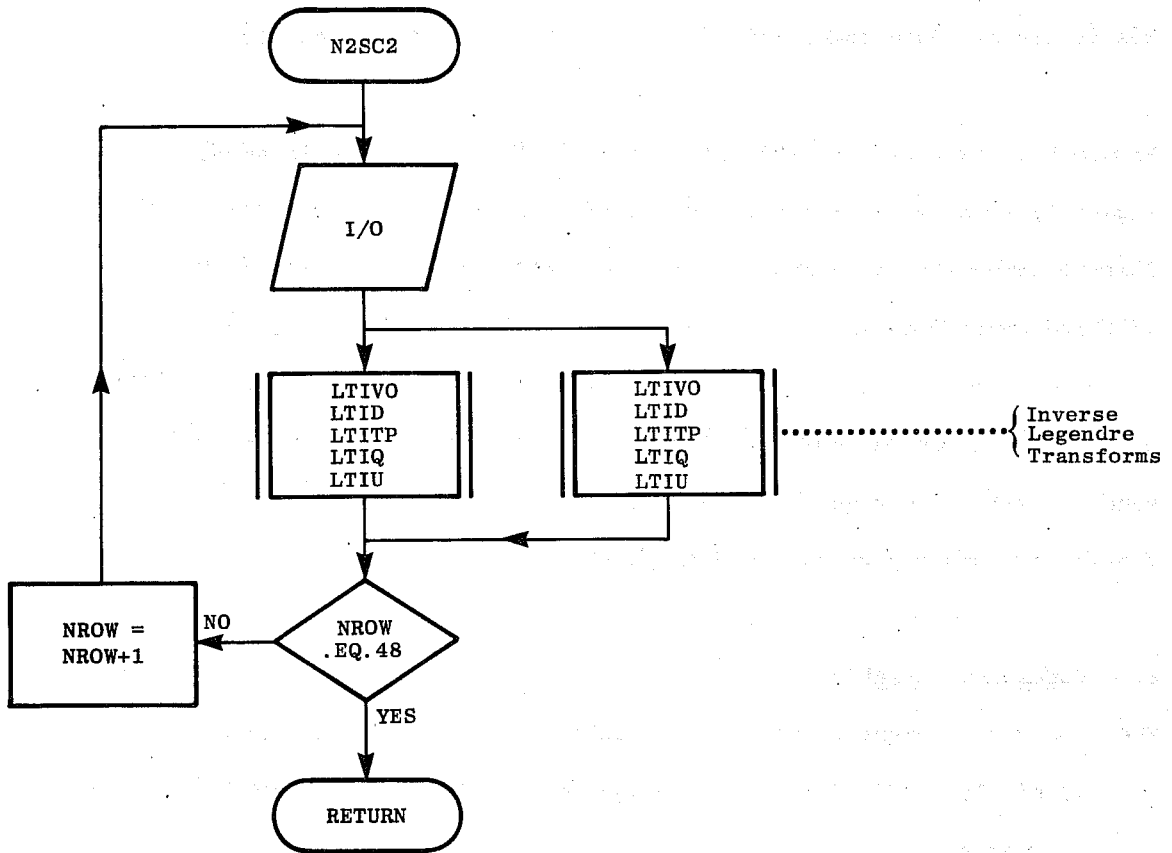 N2SC2
I/O
LTIVO
LTID
LTITP
LTIQ
LTIU
LTIVO
LTID
LTITP
LTIQ
LTIU
Inverse
Legendre
Transforms
NROW =
NROW+1
NO
NROW
.EQ.48
YES
RETURN